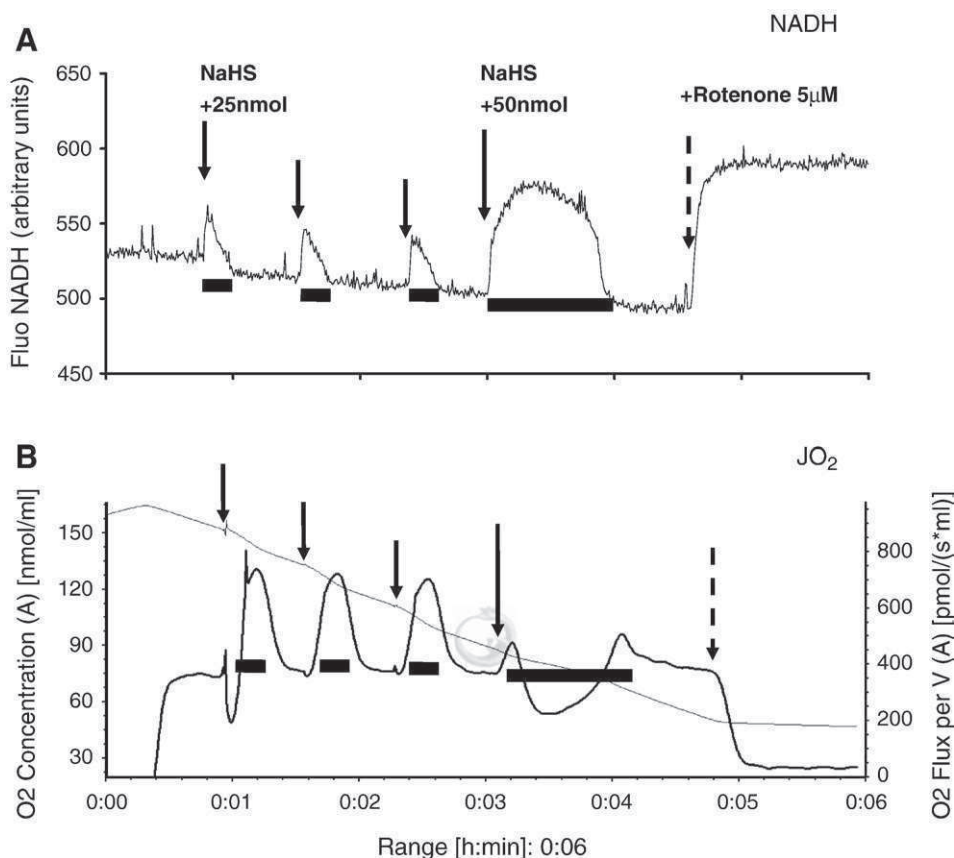 NADH
A
Fluo NADH (arbitrary units)
650
600
550
500
450
NaHS
+25nmol
NaHS
+50nmol
+Rotenone 5μM
B
JO₂
O2 Concentration (A) [nmol/ml]
150
120
90
60
30
800
600
400
200
0
O2 Flux per V (A) [pmol/(s*ml)]
0:00
0:01
0:02
0:03
0:04
0:05
0:06
Range [h:min]: 0:06